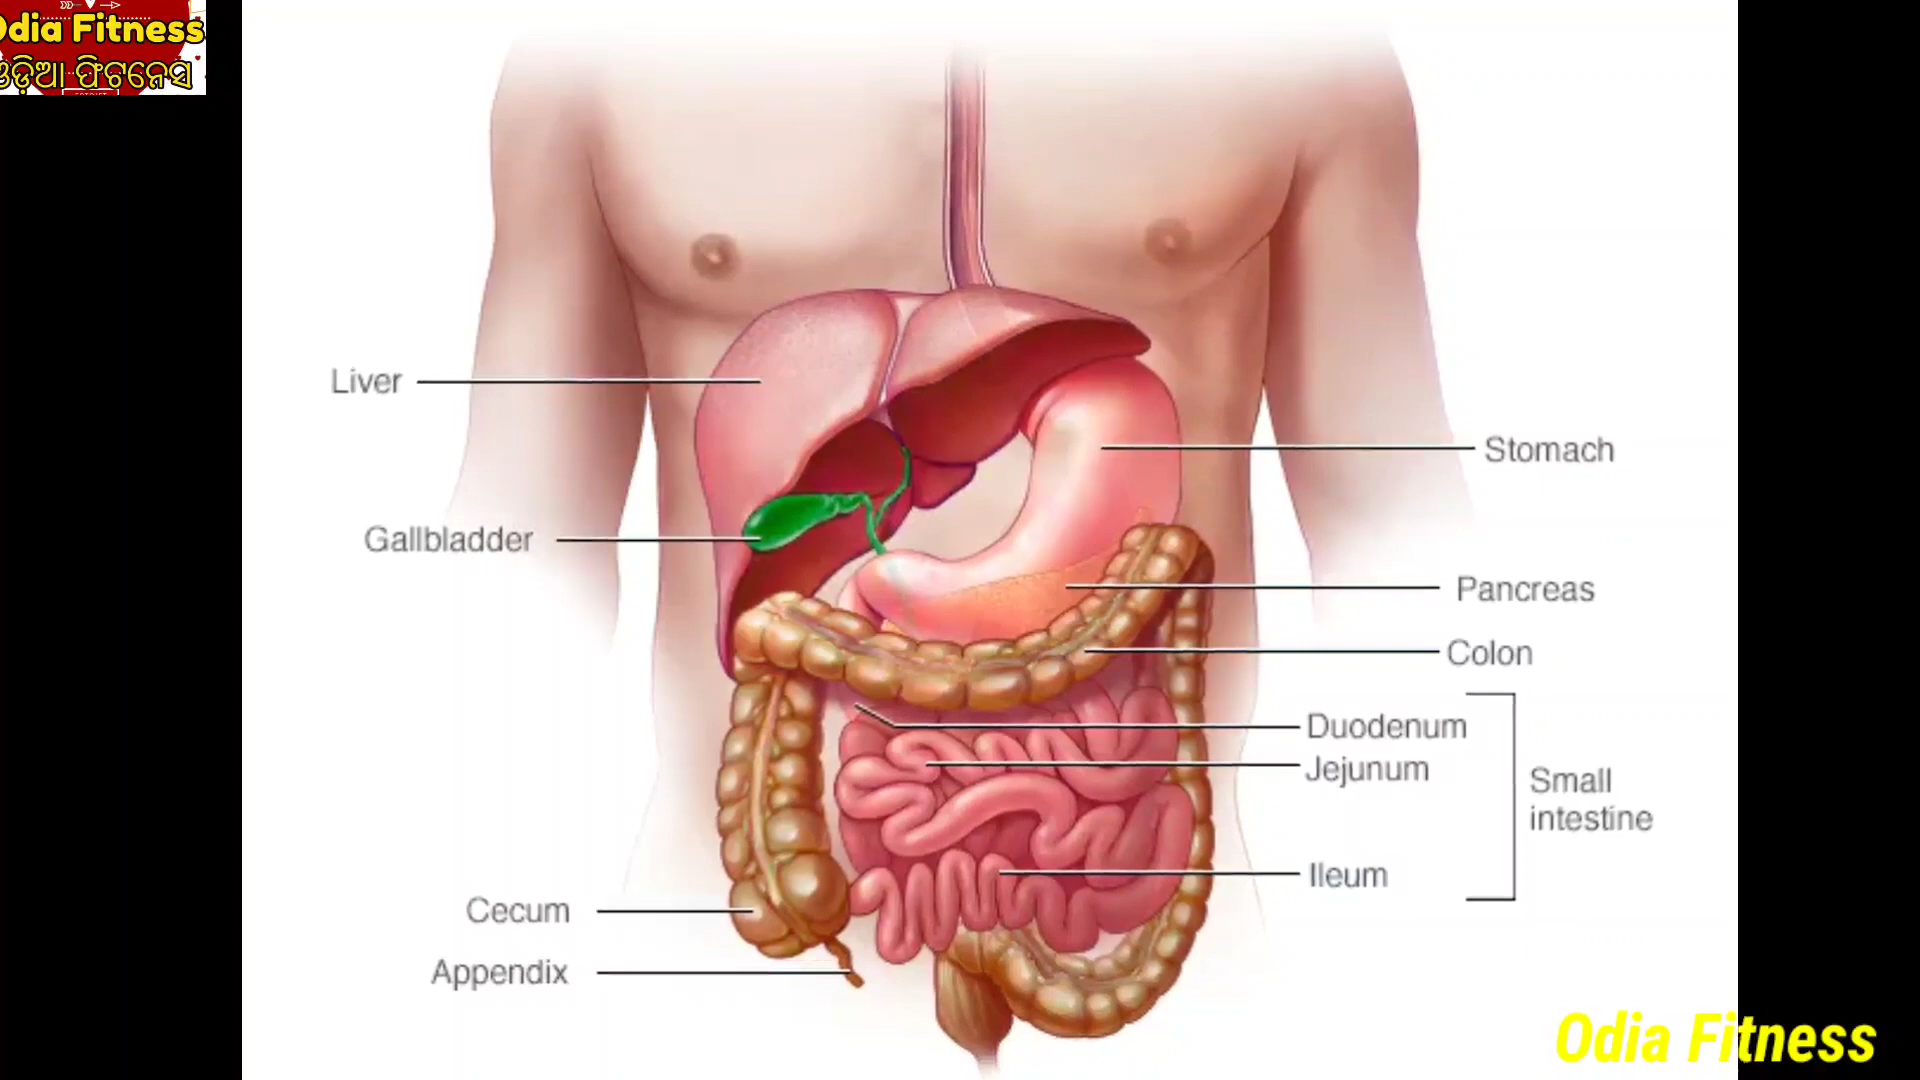 Odia Fitness
ଓଡ଼ିଆ ଫିଟନେସ
Liver
Stomach
Gallbladder
Pancreas
Colon
Duodenum
Jejunum
Small
intestine
Ileum
Cecum
Appendix
Odia Fitness